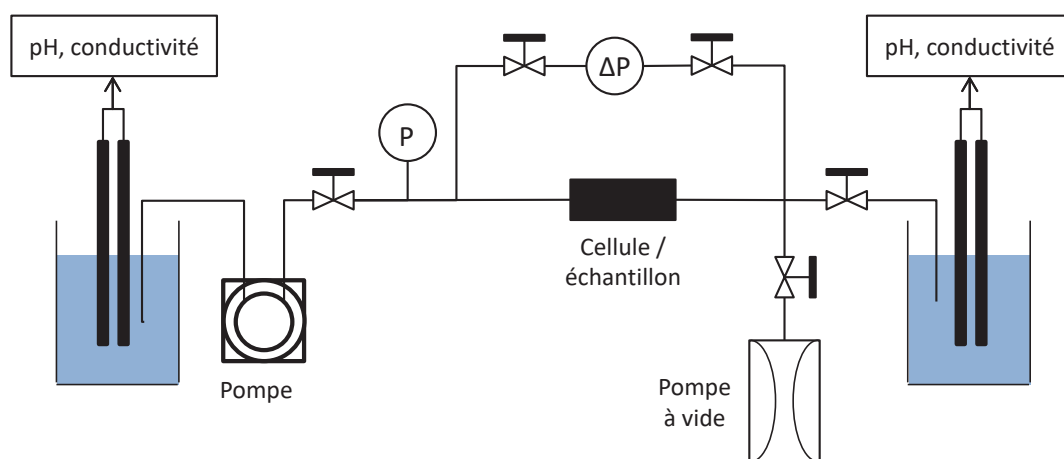 pH, conductivité
pH, conductivité
ΔP
P
Cellule /
échantillon
Pompe
Pompe
à vide